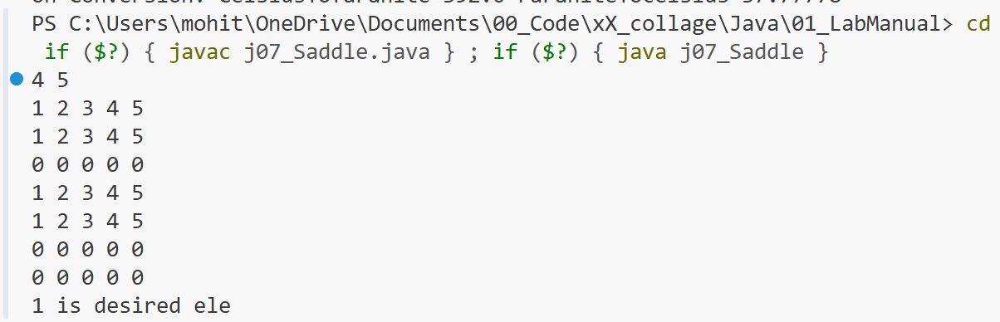 PS C:\Users\mohit\OneDrive\Documents\00_Code\xX_collage\Java\01_LabManual> cd
if ($?) { javac j07_Saddle.java } ; if ($?) { java j07_Saddle }
4 5
1 2 3 4 5
1 2 3 4 5
0 0 0 0 0
1 2 3 4 5
1 2 3 4 5
0 0 0 0 0
0 0 0 0 0
1 is desired ele